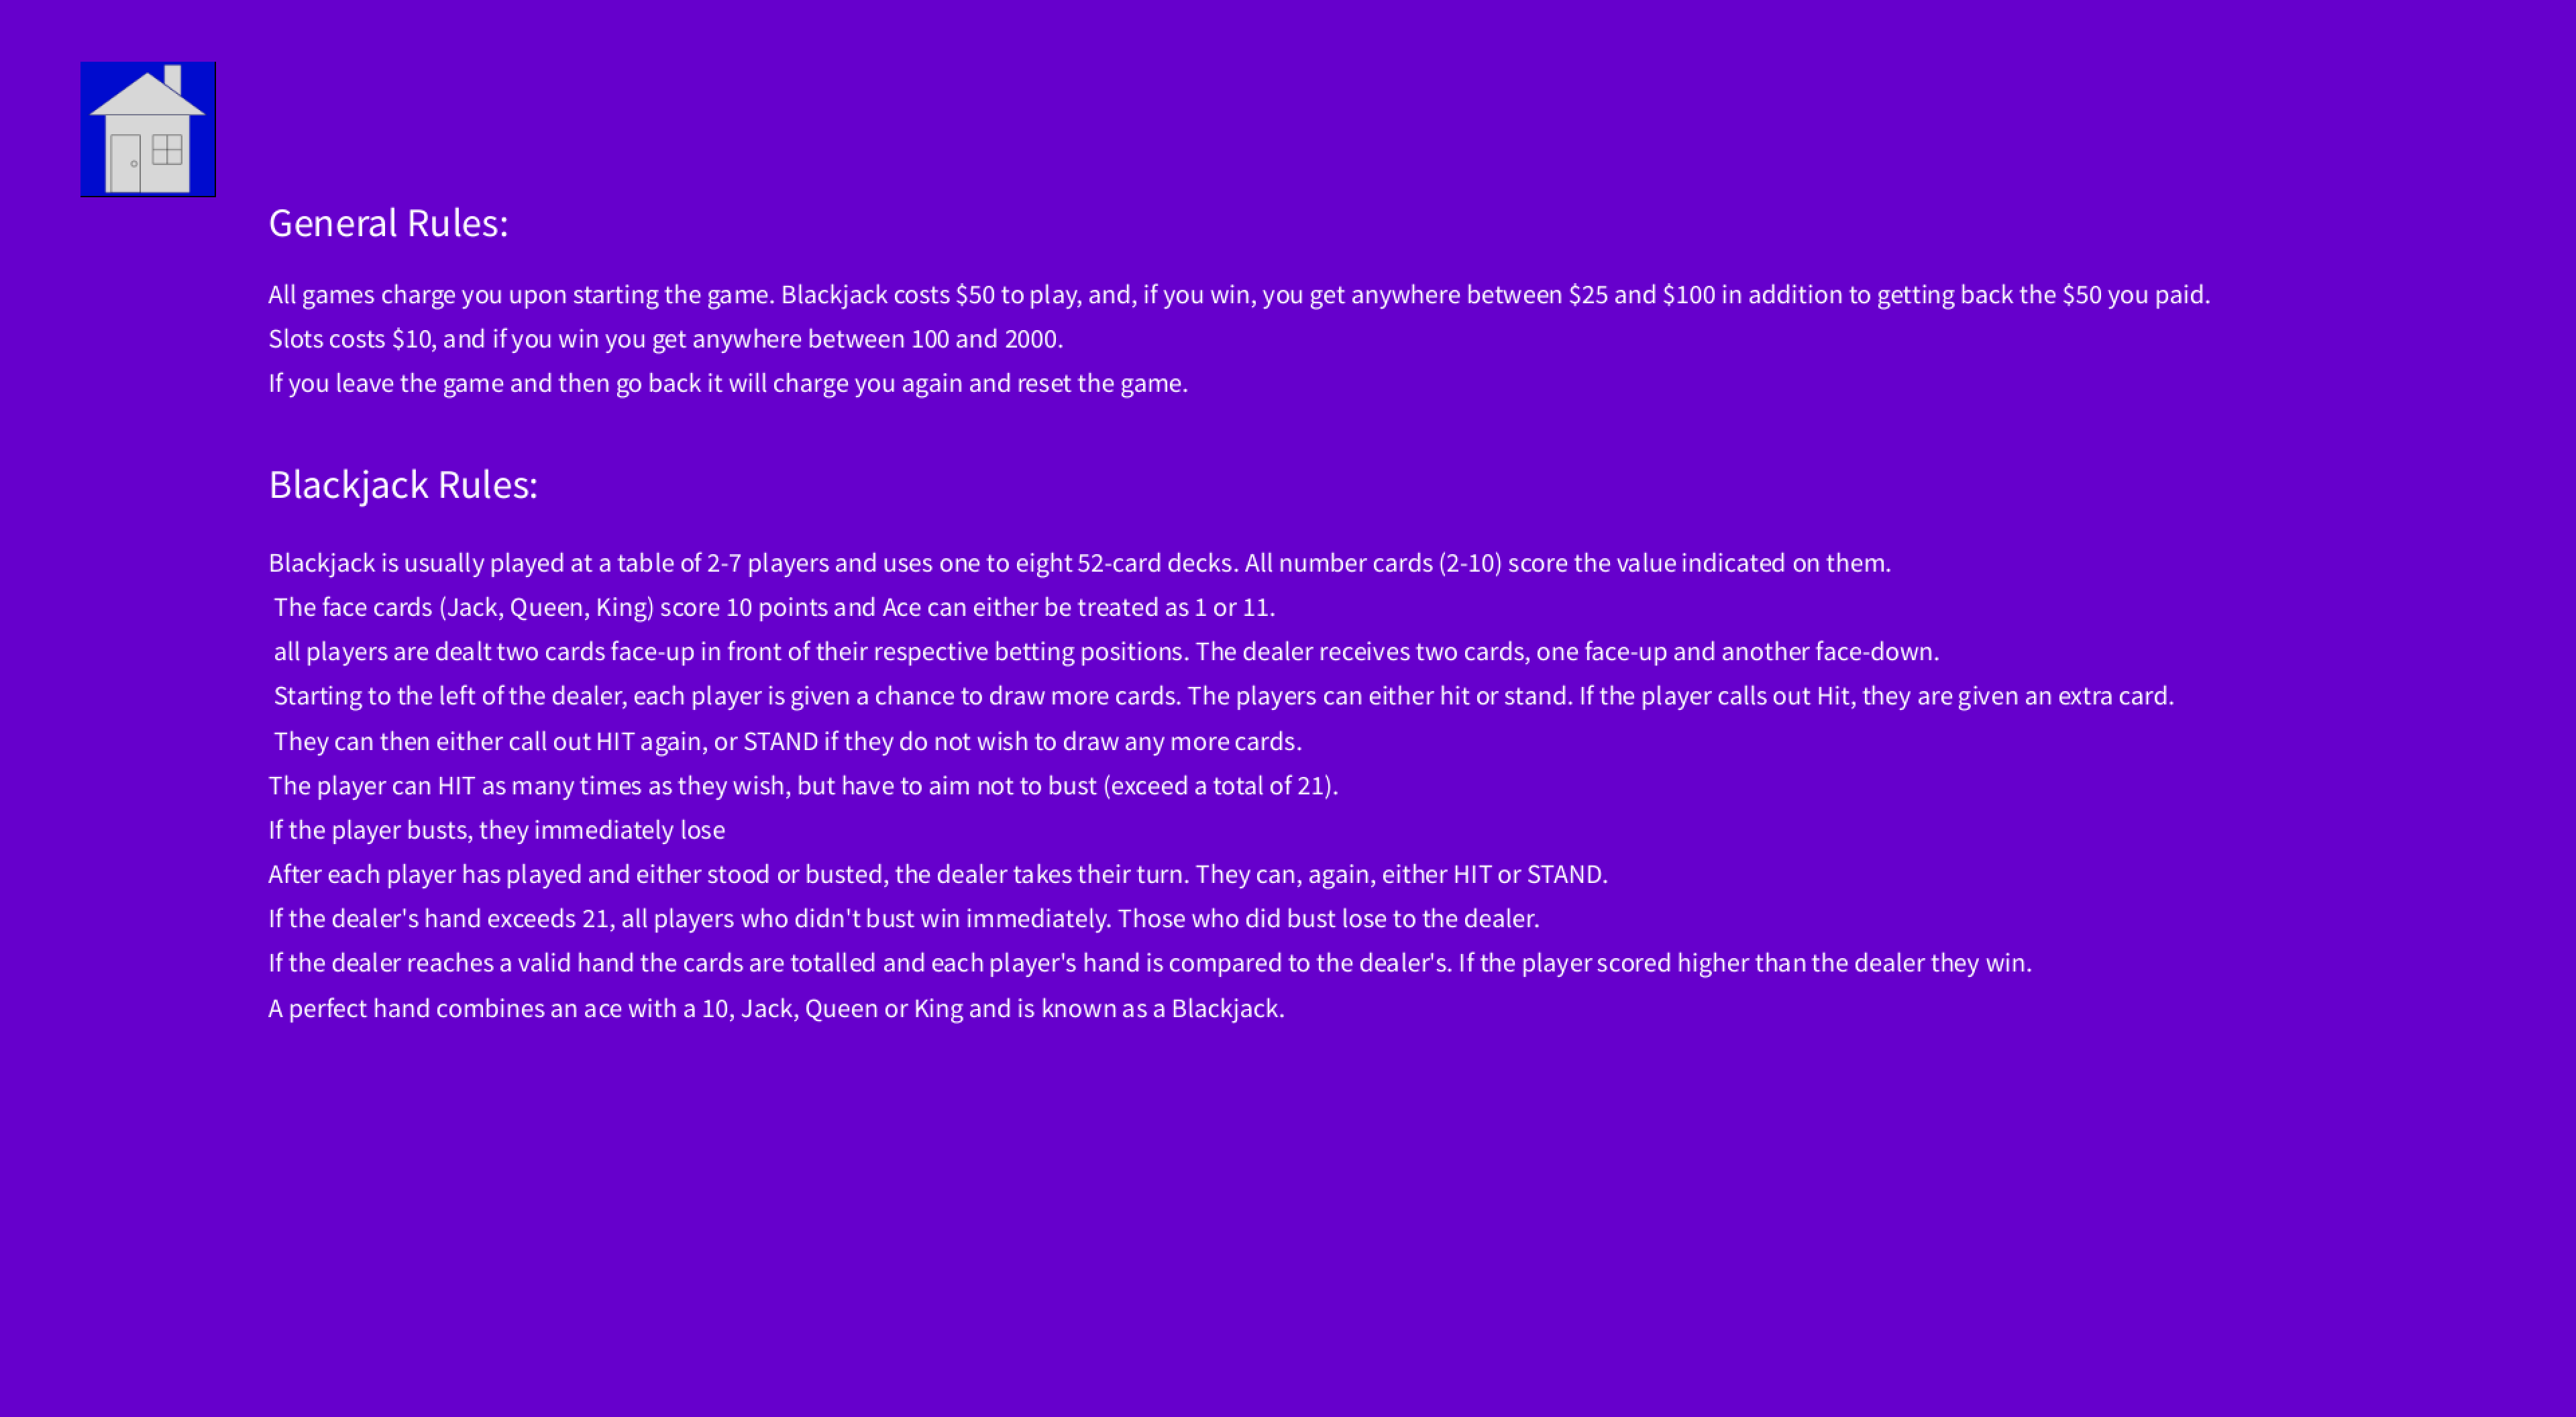 General Rules:
All games charge you upon starting the game. Blackjack costs $50 to play, and, if you win, you get anywhere between $25 and $100 in addition to getting back the $50 you paid.
Slots costs $10, and if you win you get anywhere between 100 and 2000.
If you leave the game and then go back it will charge you again and reset the game.
Blackjack Rules:
Blackjack is usually played at a table of 2-7 players and uses one to eight 52-card decks. All number cards (2-10) score the value indicated on them.
The face cards (Jack, Queen, King) score 10 points and Ace can either be treated as 1 or 11.
all players are dealt two cards face-up in front of their respective betting positions. The dealer receives two cards, one face-up and another face-down.
Starting to the left of the dealer, each player is given a chance to draw more cards. The players can either hit or stand. If the player calls out Hit, they are given an extra card.
They can then either call out HIT again, or STAND if they do not wish to draw any more cards.
The player can HIT as many times as they wish, but have to aim not to bust (exceed a total of 21).
If the player busts, they immediately lose
After each player has played and either stood or busted, the dealer takes their turn. They can, again, either HIT or STAND.
If the dealer's hand exceeds 21, all players who didn't bust win immediately. Those who did bust lose to the dealer.
If the dealer reaches a valid hand the cards are totalled and each player's hand is compared to the dealer's. If the player scored higher than the dealer they win.
A perfect hand combines an ace with a 10, Jack, Queen or King and is known as a Blackjack.